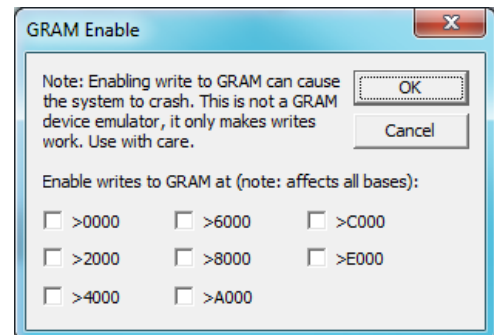 GRAM Enable
Note: Enabling write to GRAM can cause
the system to crash. This is not a GRAM
device emulator, it only makes writes
work. Use with care.
OK
Cancel
Enable writes to GRAM at (note: affects all bases):
>0000 >6000 >C000
>2000 >8000 >E000
>4000 >A000